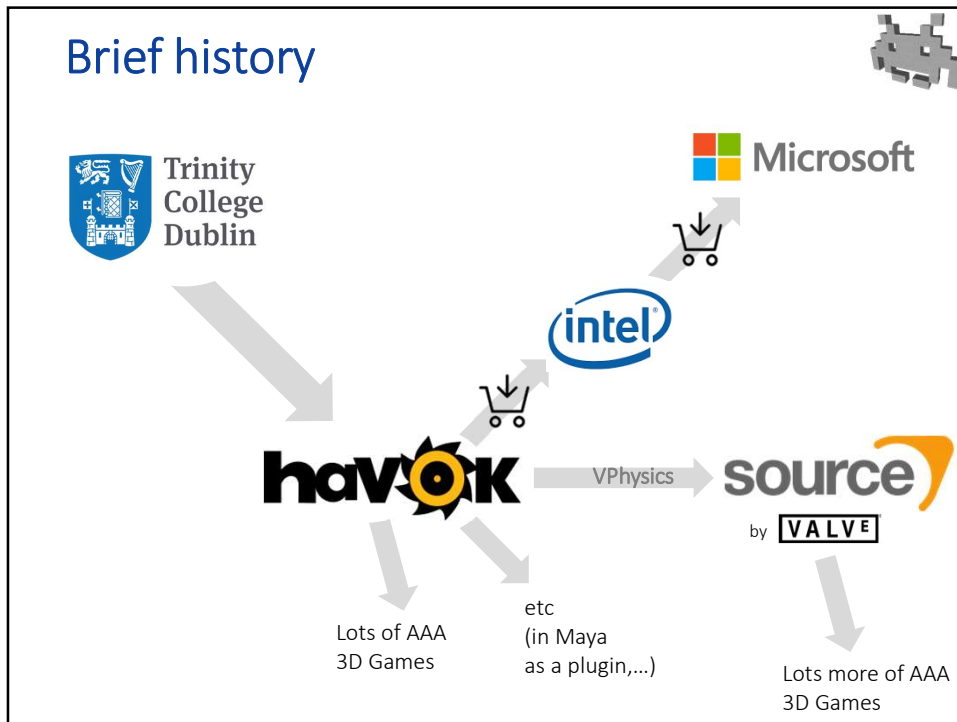 Brief history
Trinity
College
Dublin
Microsoft
intel®
havok
VPhysics
source
by VALVE
Lots of AAA
3D Games
etc
(in Maya
as a plugin,...)
Lots more of AAA
3D Games